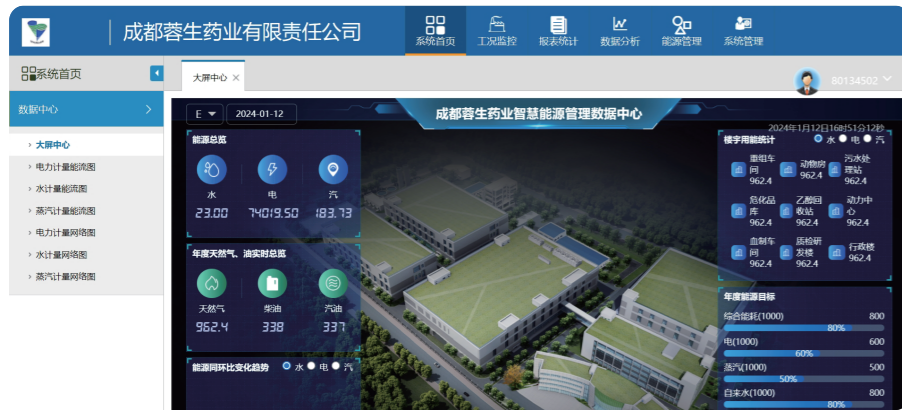 成都蓉生药业有限责任公司
系统首页 工况监控 报表统计 数据分析 能源管理 系统管理
系统首页
大屏中心 ×
80134502
数据中心
大屏中心
电力计量能流图
水计量能流图
蒸汽计量能流图
电力计量网络图
水计量网络图
蒸汽计量网络图
E 2024-01-12
成都蓉生药业智慧能源管理数据中心
2024年1月12日16时51分12秒
能源总览
水 电 汽
23.00 74019.50 183.73
年度天然气、油实时总览
天然气 柴油 汽油
962.4 338 337
能源同环比变化趋势 水 电 汽
楼宇用能统计 水 电 汽
重组车间 962.4
动物房 962.4
污水处理站 962.4
危化品库 962.4
乙醇回收站 962.4
动力中心 962.4
血制车间 962.4
质检研发楼 962.4
行政楼 962.4
年度能源目标
综合能耗(1000) 800
80%
电(1000) 600
60%
蒸汽(1000) 500
50%
自来水(1000) 800
80%